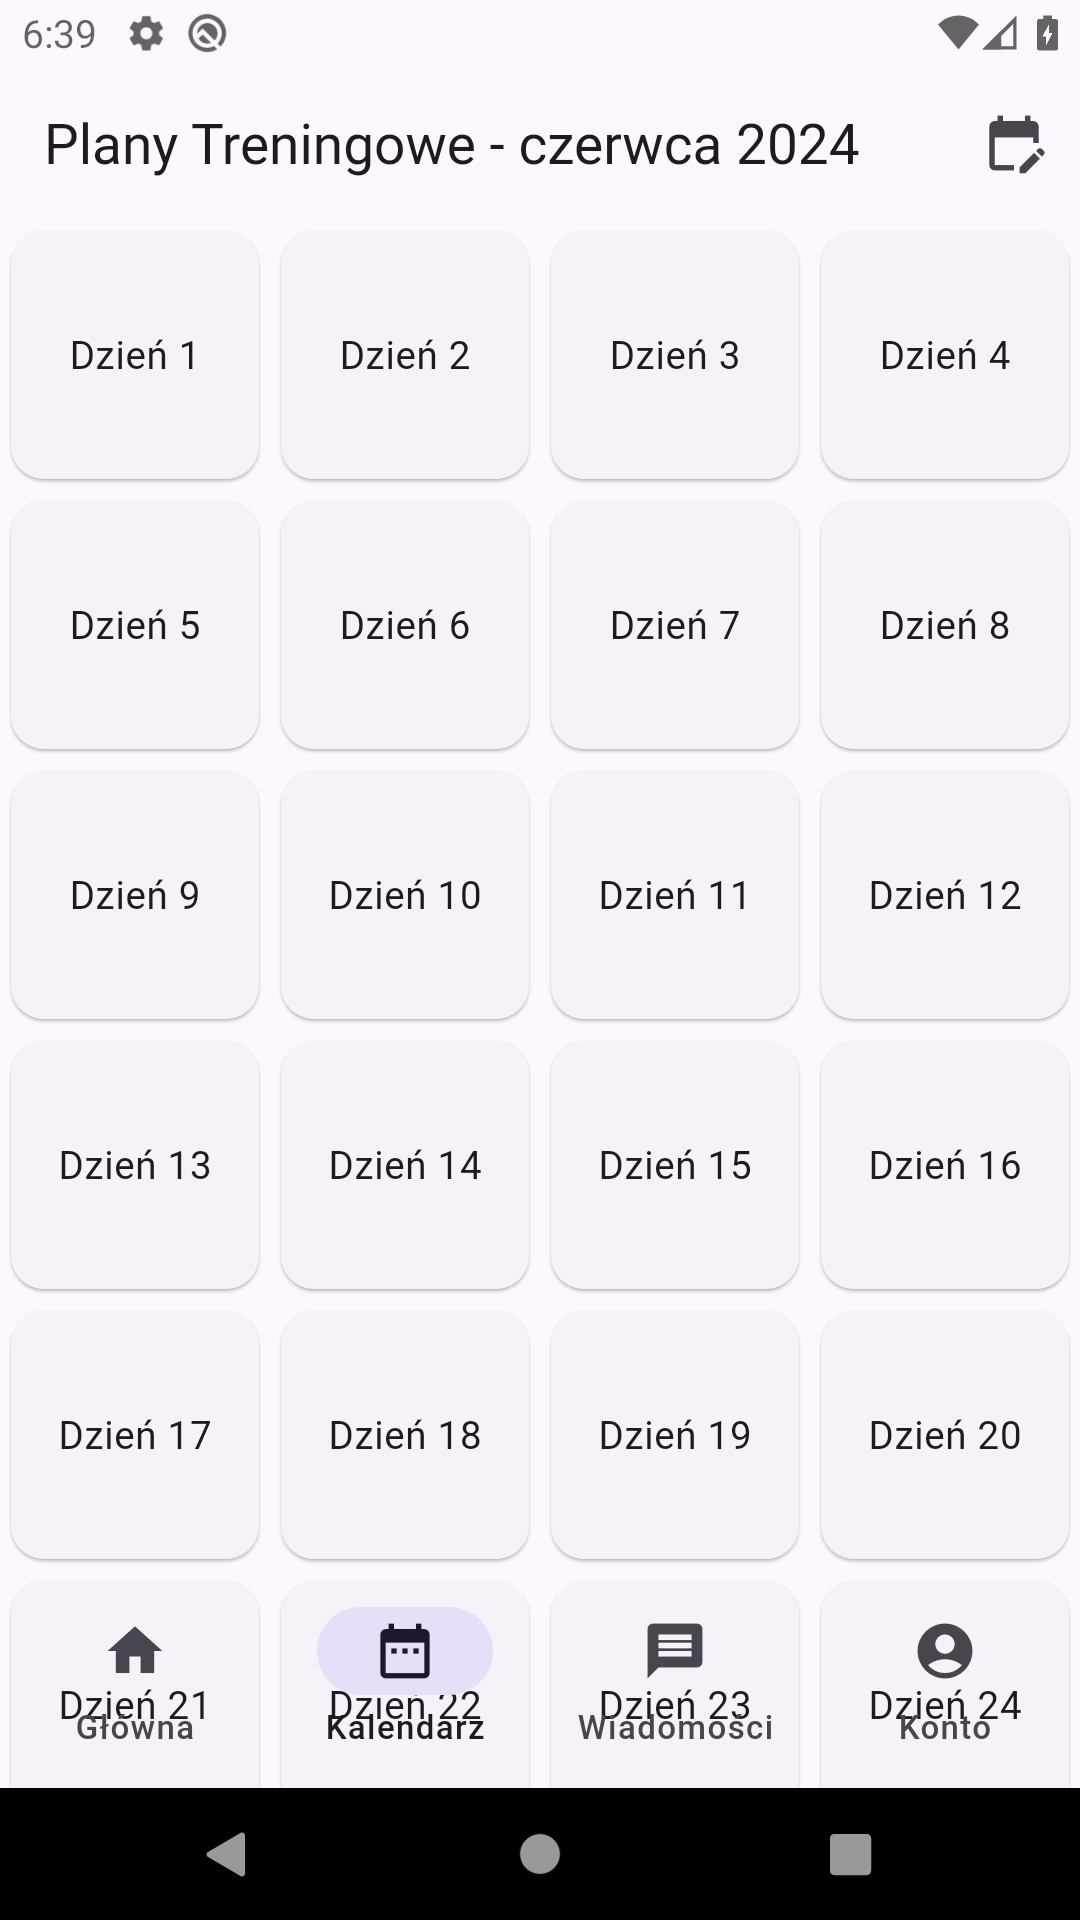 6:39
Plany Treningowe - czerwca 2024
Dzień 1 Dzień 2 Dzień 3 Dzień 4
Dzień 5 Dzień 6 Dzień 7 Dzień 8
Dzień 9 Dzień 10 Dzień 11 Dzień 12
Dzień 13 Dzień 14 Dzień 15 Dzień 16
Dzień 17 Dzień 18 Dzień 19 Dzień 20
Dzień 21 Dzień 22 Dzień 23 Dzień 24
Główna Kalendarz Wiadomości Konto